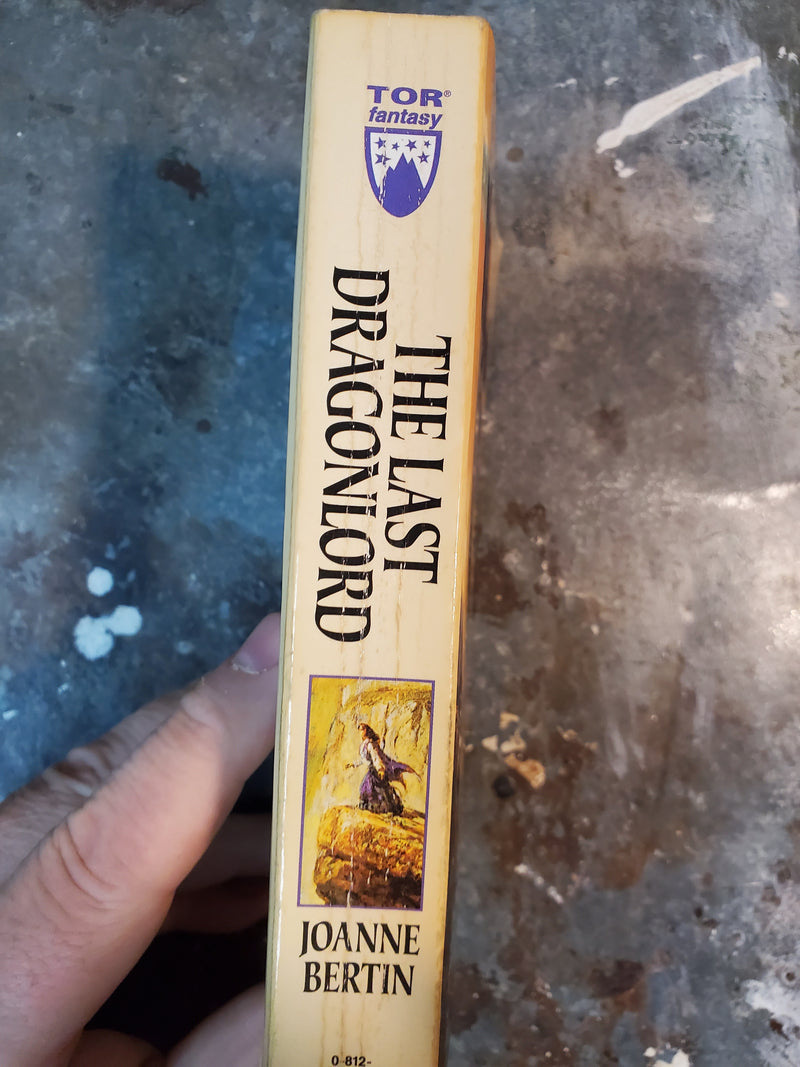 TOR®
fantasy
THE LAST
DRAGONLORD
JOANNE
BERTIN
0-812-